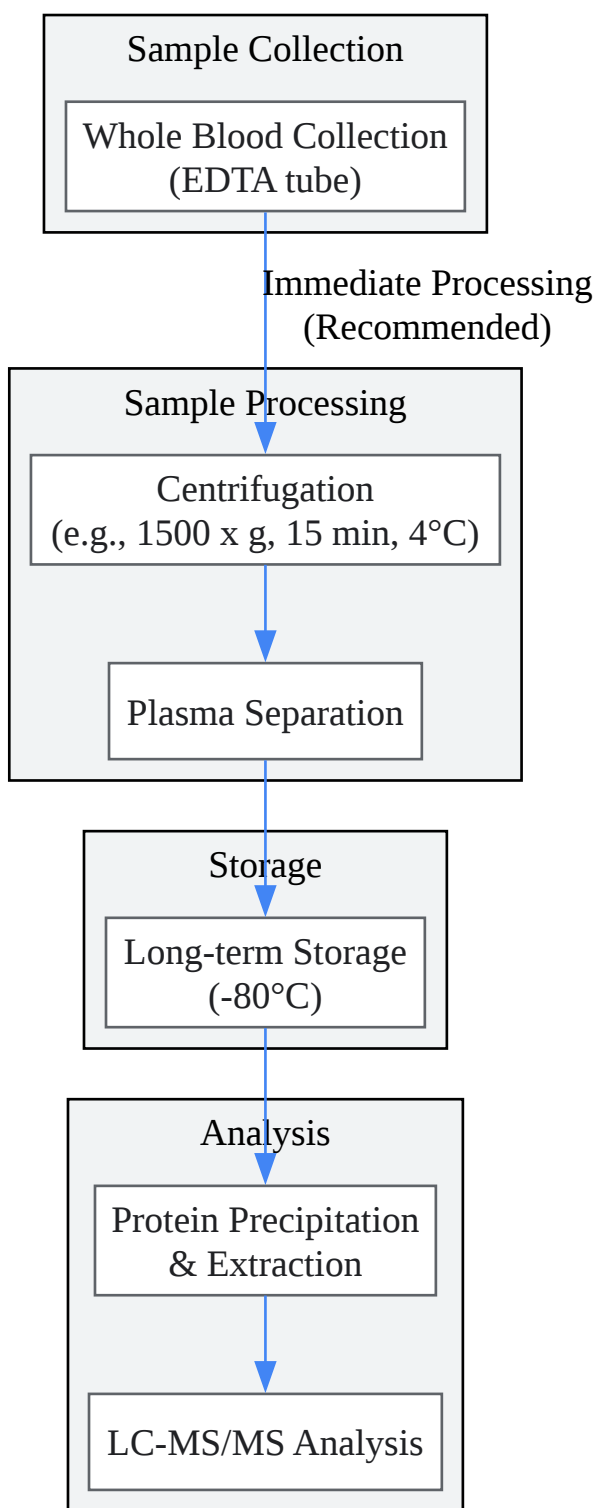 Sample Collection
Whole Blood Collection
(EDTA tube)
Immediate Processing
(Recommended)
Sample Processing
Centrifugation
(e.g., 1500 x g, 15 min, 4°C)
Plasma Separation
Storage
Long-term Storage
(-80°C)
Analysis
Protein Precipitation
& Extraction
LC-MS/MS Analysis